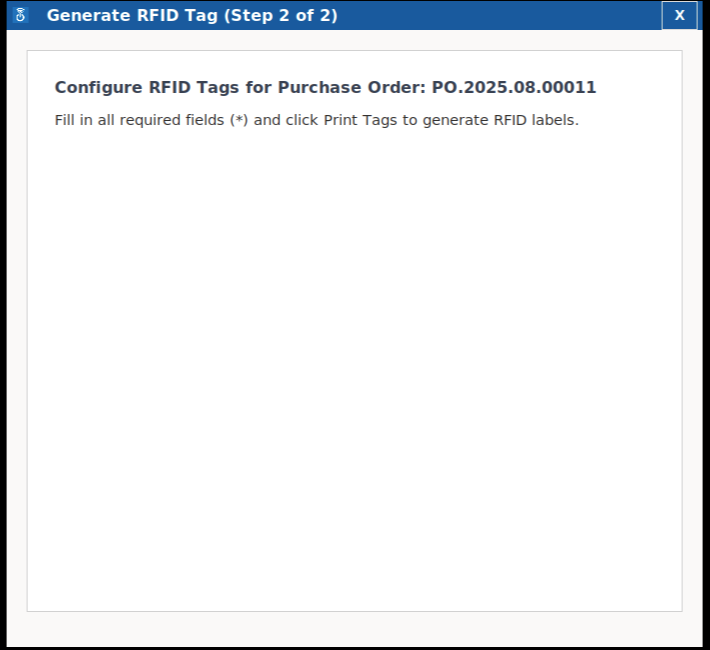 Generate RFID Tag (Step 2 of 2)
X
Configure RFID Tags for Purchase Order: PO.2025.08.00011
Fill in all required fields (*) and click Print Tags to generate RFID labels.